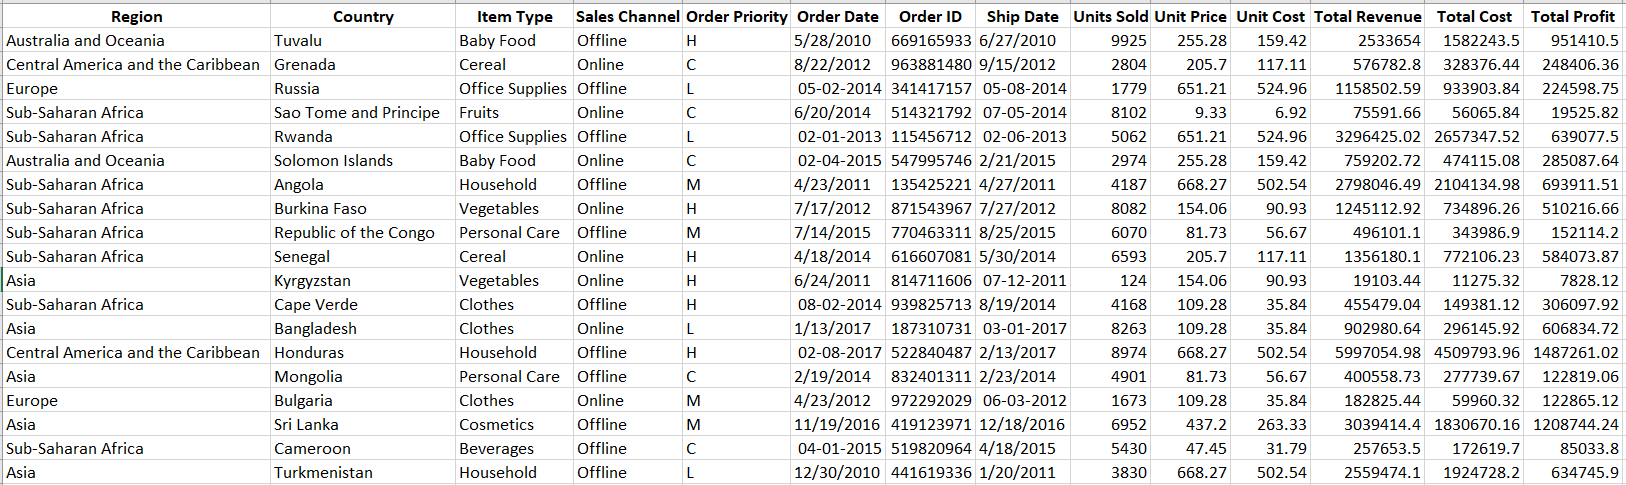 Region Country Item Type Sales Channel Order Priority Order Date Order ID Ship Date Units Sold Unit Price Unit Cost Total Revenue Total Cost Total Profit
Australia and Oceania Tuvalu Baby Food Offline H 5/28/2010 669165933 6/27/2010 9925 255.28 159.42 2533654 1582243.5 951410.5
Central America and the Caribbean Grenada Cereal Online C 8/22/2012 963881480 9/15/2012 2804 205.7 117.11 576782.8 328376.44 248406.36
Europe Russia Office Supplies Offline L 05-02-2014 341417157 05-08-2014 1779 651.21 524.96 1158502.59 933903.84 224598.75
Sub-Saharan Africa Sao Tome and Principe Fruits Online C 6/20/2014 514321792 07-05-2014 8102 9.33 6.92 75591.66 56065.84 19525.82
Sub-Saharan Africa Rwanda Office Supplies Offline L 02-01-2013 115456712 02-06-2013 5062 651.21 524.96 3296425.02 2657347.52 639077.5
Australia and Oceania Solomon Islands Baby Food Online C 02-04-2015 547995746 2/21/2015 2974 255.28 159.42 759202.72 474115.08 285087.64
Sub-Saharan Africa Angola Household Offline M 4/23/2011 135425221 4/27/2011 4187 668.27 502.54 2798046.49 2104134.98 693911.51
Sub-Saharan Africa Burkina Faso Vegetables Online H 7/17/2012 871543967 7/27/2012 8082 154.06 90.93 1245112.92 734896.26 510216.66
Sub-Saharan Africa Republic of the Congo Personal Care Offline M 7/14/2015 770463311 8/25/2015 6070 81.73 56.67 496101.1 343986.9 152114.2
Sub-Saharan Africa Senegal Cereal Online H 4/18/2014 616607081 5/30/2014 6593 205.7 117.11 1356180.1 772106.23 584073.87
Asia Kyrgyzstan Vegetables Online H 6/24/2011 814711606 07-12-2011 124 154.06 90.93 19103.44 11275.32 7828.12
Sub-Saharan Africa Cape Verde Clothes Offline H 08-02-2014 939825713 8/19/2014 4168 109.28 35.84 455479.04 149381.12 306097.92
Asia Bangladesh Clothes Online L 1/13/2017 187310731 03-01-2017 8263 109.28 35.84 902980.64 296145.92 606834.72
Central America and the Caribbean Honduras Household Offline H 02-08-2017 522840487 2/13/2017 8974 668.27 502.54 5997054.98 4509793.96 1487261.02
Asia Mongolia Personal Care Offline C 2/19/2014 832401311 2/23/2014 4901 81.73 56.67 400558.73 277739.67 122819.06
Europe Bulgaria Clothes Online M 4/23/2012 972292029 06-03-2012 1673 109.28 35.84 182825.44 59960.32 122865.12
Asia Sri Lanka Cosmetics Offline M 11/19/2016 419123971 12/18/2016 6952 437.2 263.33 3039414.4 1830670.16 1208744.24
Sub-Saharan Africa Cameroon Beverages Offline C 04-01-2015 519820964 4/18/2015 5430 47.45 31.79 257653.5 172619.7 85033.8
Asia Turkmenistan Household Offline L 12/30/2010 441619336 1/20/2011 3830 668.27 502.54 2559474.1 1924728.2 634745.9